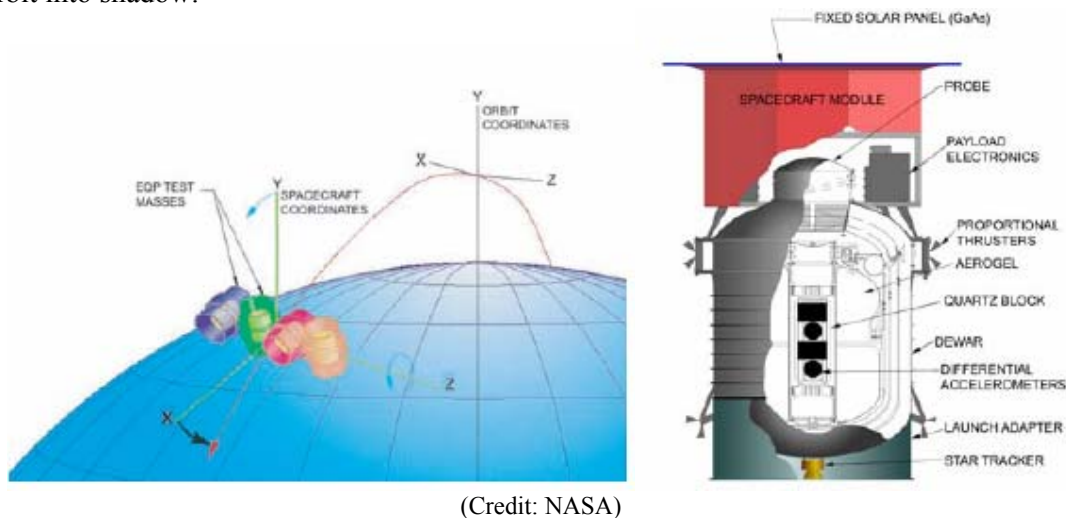 orbit into shadow.
Y
ORBIT
COORDINATES
X
Z
EQP TEST
MASSES
Y
SPACECRAFT
COORDINATES
X
Z
FIXED SOLAR PANEL (GaAs)
SPACECRAFT MODULE
PROBE
PAYLOAD
ELECTRONICS
PROPORTIONAL
THRUSTERS
AEROGEL
QUARTZ BLOCK
DEWAR
DIFFERENTIAL
ACCELEROMETERS
LAUNCH ADAPTER
STAR TRACKER
(Credit: NASA)